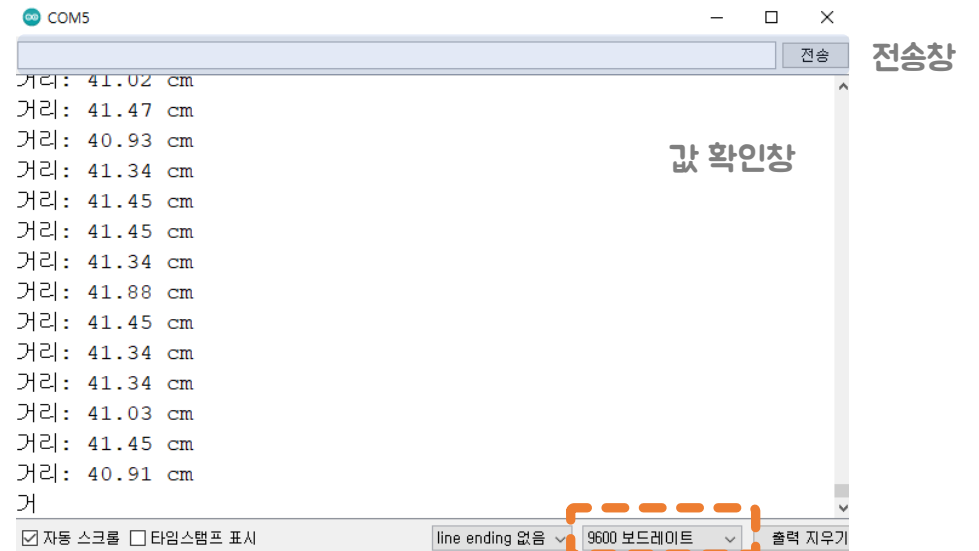 COM5
전송
전송창
거리: 41.02 cm
거리: 41.47 cm
거리: 40.93 cm
값 확인창
거리: 41.34 cm
거리: 41.45 cm
거리: 41.45 cm
거리: 41.34 cm
거리: 41.88 cm
거리: 41.45 cm
거리: 41.34 cm
거리: 41.34 cm
거리: 41.03 cm
거리: 41.45 cm
거리: 40.91 cm
거
자동 스크롤 타임스탬프 표시 line ending 없음 9600 보드레이트 출력 지우기